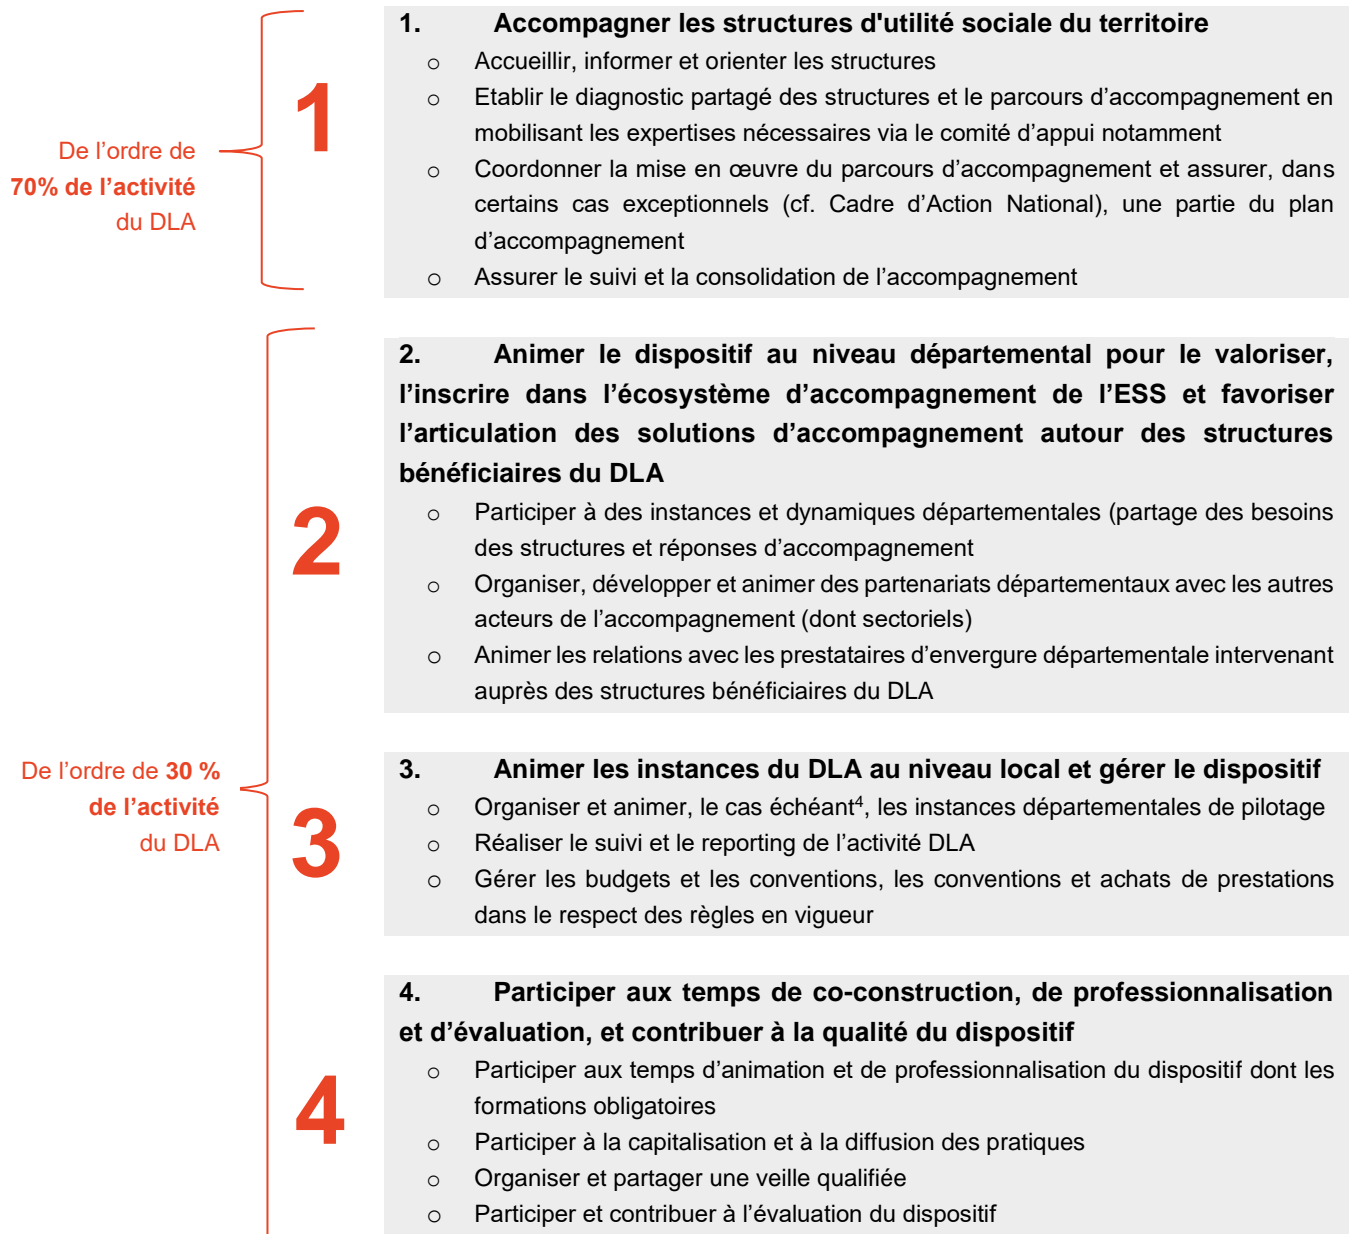 1. Accompagner les structures d'utilité sociale du territoire
o Accueillir, informer et orienter les structures
o Etablir le diagnostic partagé des structures et le parcours d’accompagnement en
mobilisant les expertises nécessaires via le comité d’appui notamment
o Coordonner la mise en œuvre du parcours d’accompagnement et assurer, dans
certains cas exceptionnels (cf. Cadre d’Action National), une partie du plan
d’accompagnement
o Assurer le suivi et la consolidation de l’accompagnement
1
De l’ordre de
70% de l’activité
du DLA
2. Animer le dispositif au niveau départemental pour le valoriser,
l’inscrire dans l’écosystème d’accompagnement de l’ESS et favoriser
l’articulation des solutions d’accompagnement autour des structures
bénéficiaires du DLA
o Participer à des instances et dynamiques départementales (partage des besoins
des structures et réponses d’accompagnement
o Organiser, développer et animer des partenariats départementaux avec les autres
acteurs de l’accompagnement (dont sectoriels)
o Animer les relations avec les prestataires d’envergure départementale intervenant
auprès des structures bénéficiaires du DLA
2
De l’ordre de 30 %
de l’activité
du DLA
3. Animer les instances du DLA au niveau local et gérer le dispositif
o Organiser et animer, le cas échéant⁴, les instances départementales de pilotage
o Réaliser le suivi et le reporting de l’activité DLA
o Gérer les budgets et les conventions, les conventions et achats de prestations
dans le respect des règles en vigueur
3
4. Participer aux temps de co-construction, de professionnalisation
et d’évaluation, et contribuer à la qualité du dispositif
o Participer aux temps d’animation et de professionnalisation du dispositif dont les
formations obligatoires
o Participer à la capitalisation et à la diffusion des pratiques
o Organiser et partager une veille qualifiée
o Participer et contribuer à l’évaluation du dispositif
4